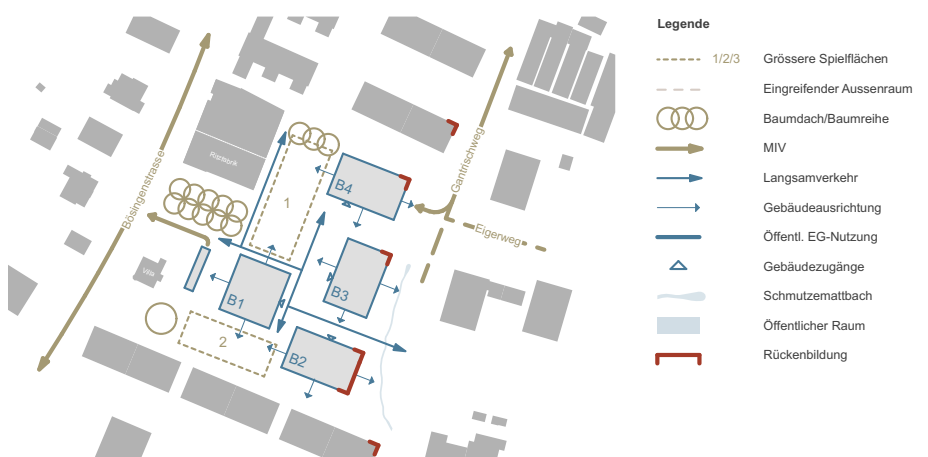 Legende
1/2/3 Grössere Spielflächen
Eingreifender Aussenraum
Baumdach/Baumreihe
MIV
Langsamverkehr
Gebäudeausrichtung
Öffentl. EG-Nutzung
Gebäudezugänge
Schmutzemattbach
Öffentlicher Raum
Rückenbildung
Bösingenstrasse
Gantrischweg
Eigerweg
Villa
1
2
B4
B3
B1
B2